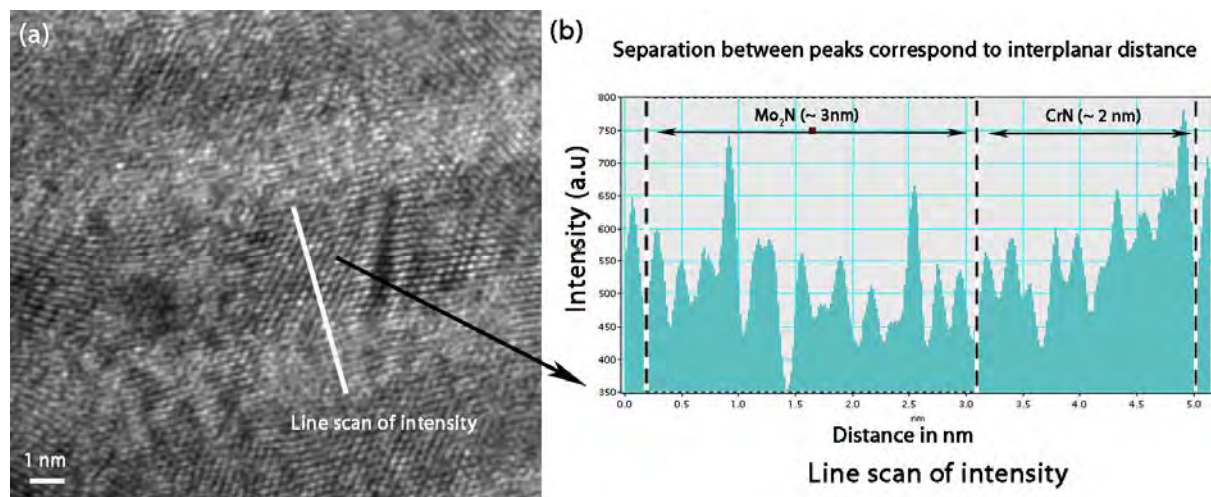 (a)
Line scan of intensity
1 nm
(b)
Separation between peaks correspond to interplanar distance
Intensity (a.u)
800
750
700
650
600
550
500
450
400
350
Mo₂N (~ 3nm)
CrN (~ 2 nm)
0.0 0.5 1.0 1.5 2.0 2.5 3.0 3.5 4.0 4.5 5.0
nm
Distance in nm
Line scan of intensity